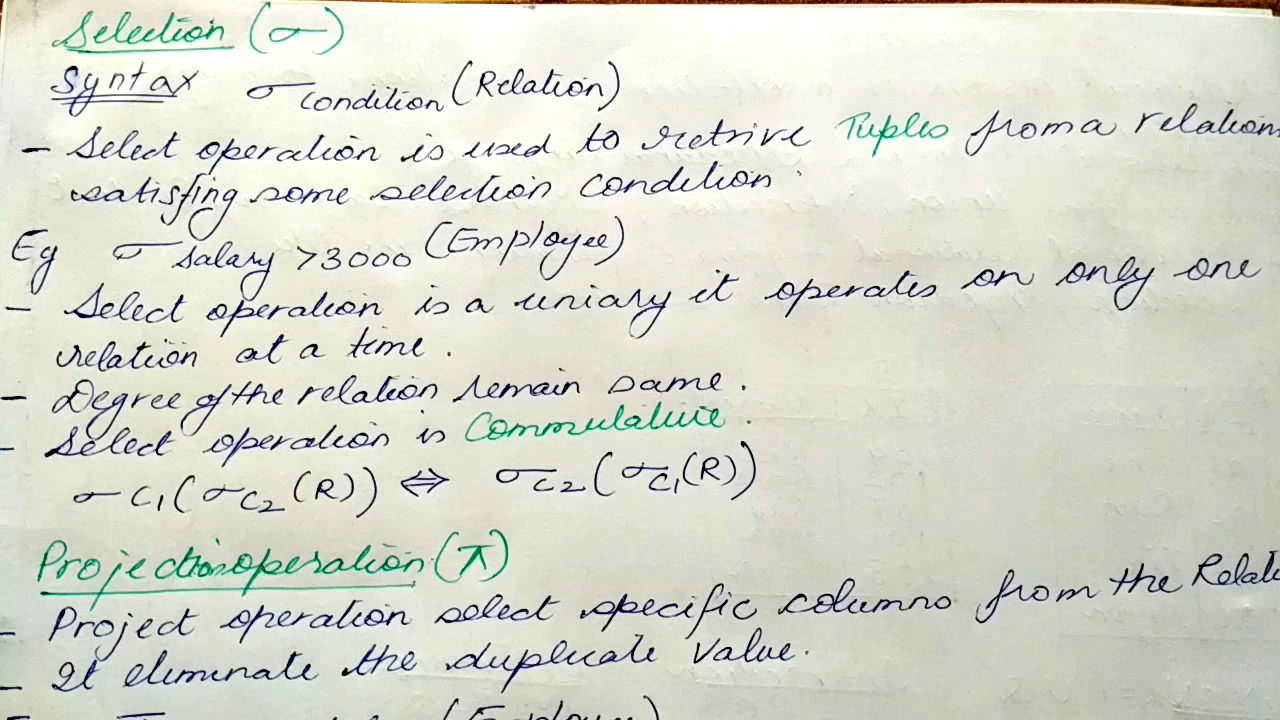 Selection (σ)
Syntax σ condition (Relation)
- Select operation is used to retrive Tuples from a relation
satisfing some selection condition.
Eg σ salary >3000 (Employee)
- Select operation is a uniary it operates on only one
relation at a time.
- Degree of the relation remain same.
- Select operation is Commulative.
σ C1 (σ C2 (R)) ⇔ σ C2 (σ C1 (R))
Projection operation (π)
- Project operation select specific columns from the Relati
- It eliminate the duplicate value.
(Employee)